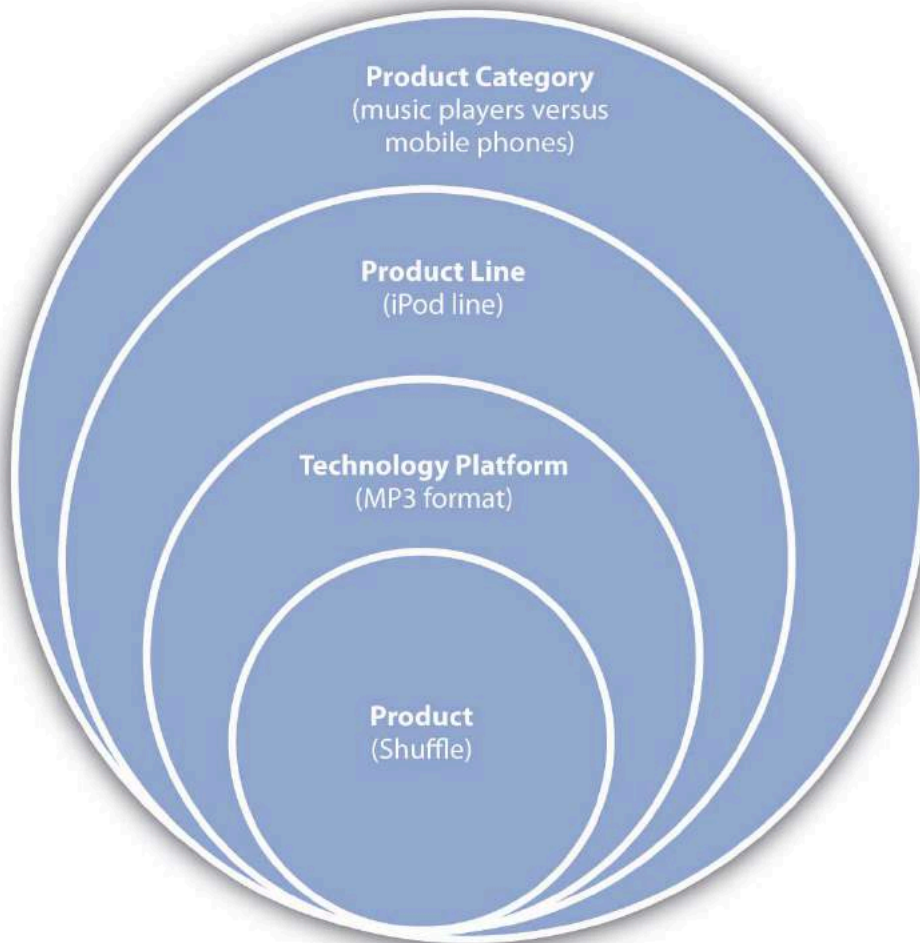 Product Category
(music players versus
mobile phones)
Product Line
(iPod line)
Technology Platform
(MP3 format)
Product
(Shuffle)